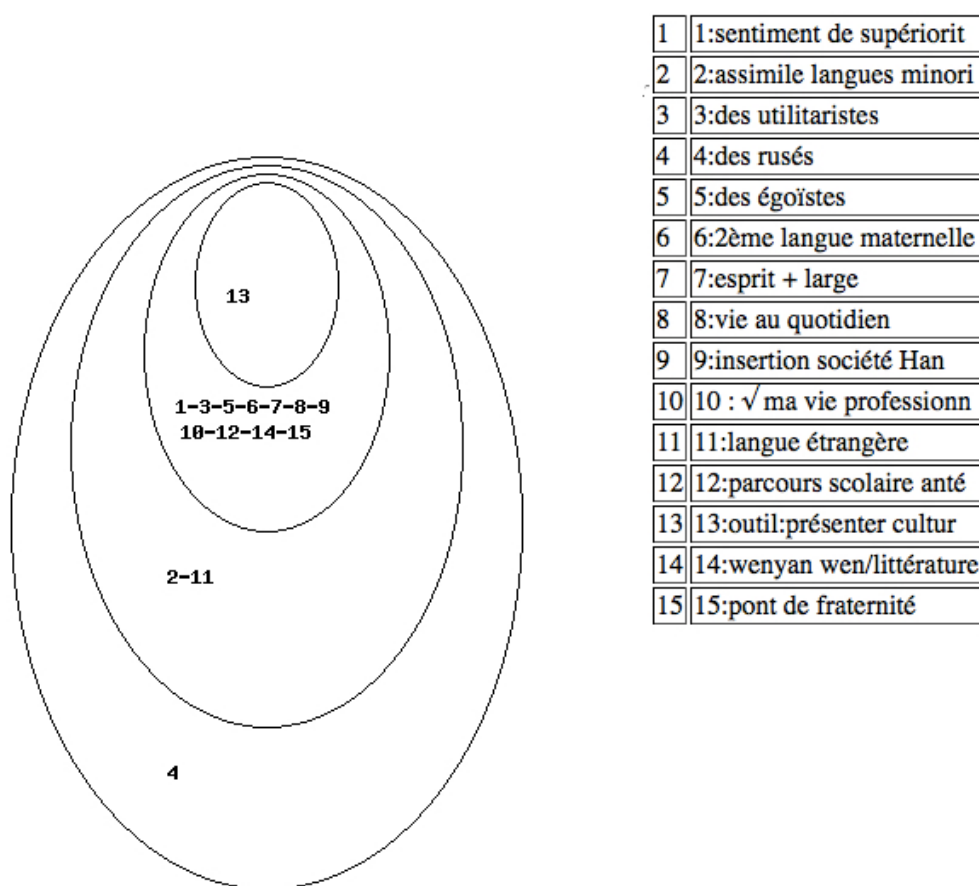 13
1-3-5-6-7-8-9
10-12-14-15
2-11
4
1 1:sentiment de supériorit
2 2:assimile langues minori
3 3:des utilitaristes
4 4:des rusés
5 5:des égoïstes
6 6:2ème langue maternelle
7 7:esprit + large
8 8:vie au quotidien
9 9:insertion société Han
10 10 : √ ma vie professionn
11 11:langue étrangère
12 12:parcours scolaire anté
13 13:outil:présenter cultur
14 14:wenyan wen/littérature
15 15:pont de fraternité